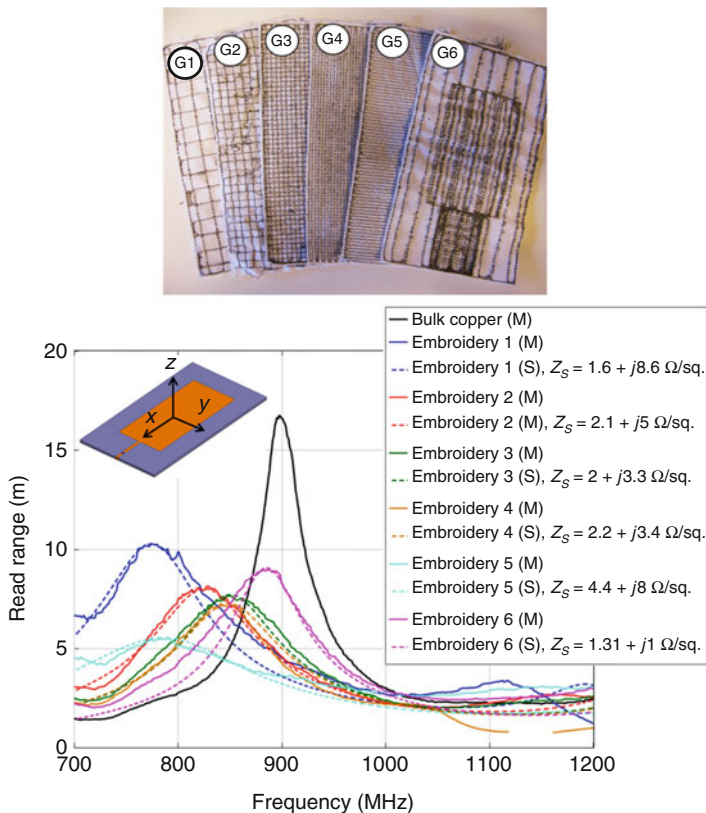 G1 G2 G3 G4 G5 G6
Bulk copper (M)
Embroidery 1 (M)
Embroidery 1 (S), Z_S = 1.6 + j8.6 Ω/sq.
Embroidery 2 (M)
Embroidery 2 (M), Z_S = 2.1 + j5 Ω/sq.
Embroidery 3 (M)
Embroidery 3 (S), Z_S = 2 + j3.3 Ω/sq.
Embroidery 4 (M)
Embroidery 4 (S), Z_S = 2.2 + j3.4 Ω/sq.
Embroidery 5 (M)
Embroidery 5 (S), Z_S = 4.4 + j8 Ω/sq.
Embroidery 6 (M)
Embroidery 6 (S), Z_S = 1.31 + j1 Ω/sq.
z
x
y
20
15
10
5
0
Read range (m)
700 800 900 1000 1100 1200
Frequency (MHz)